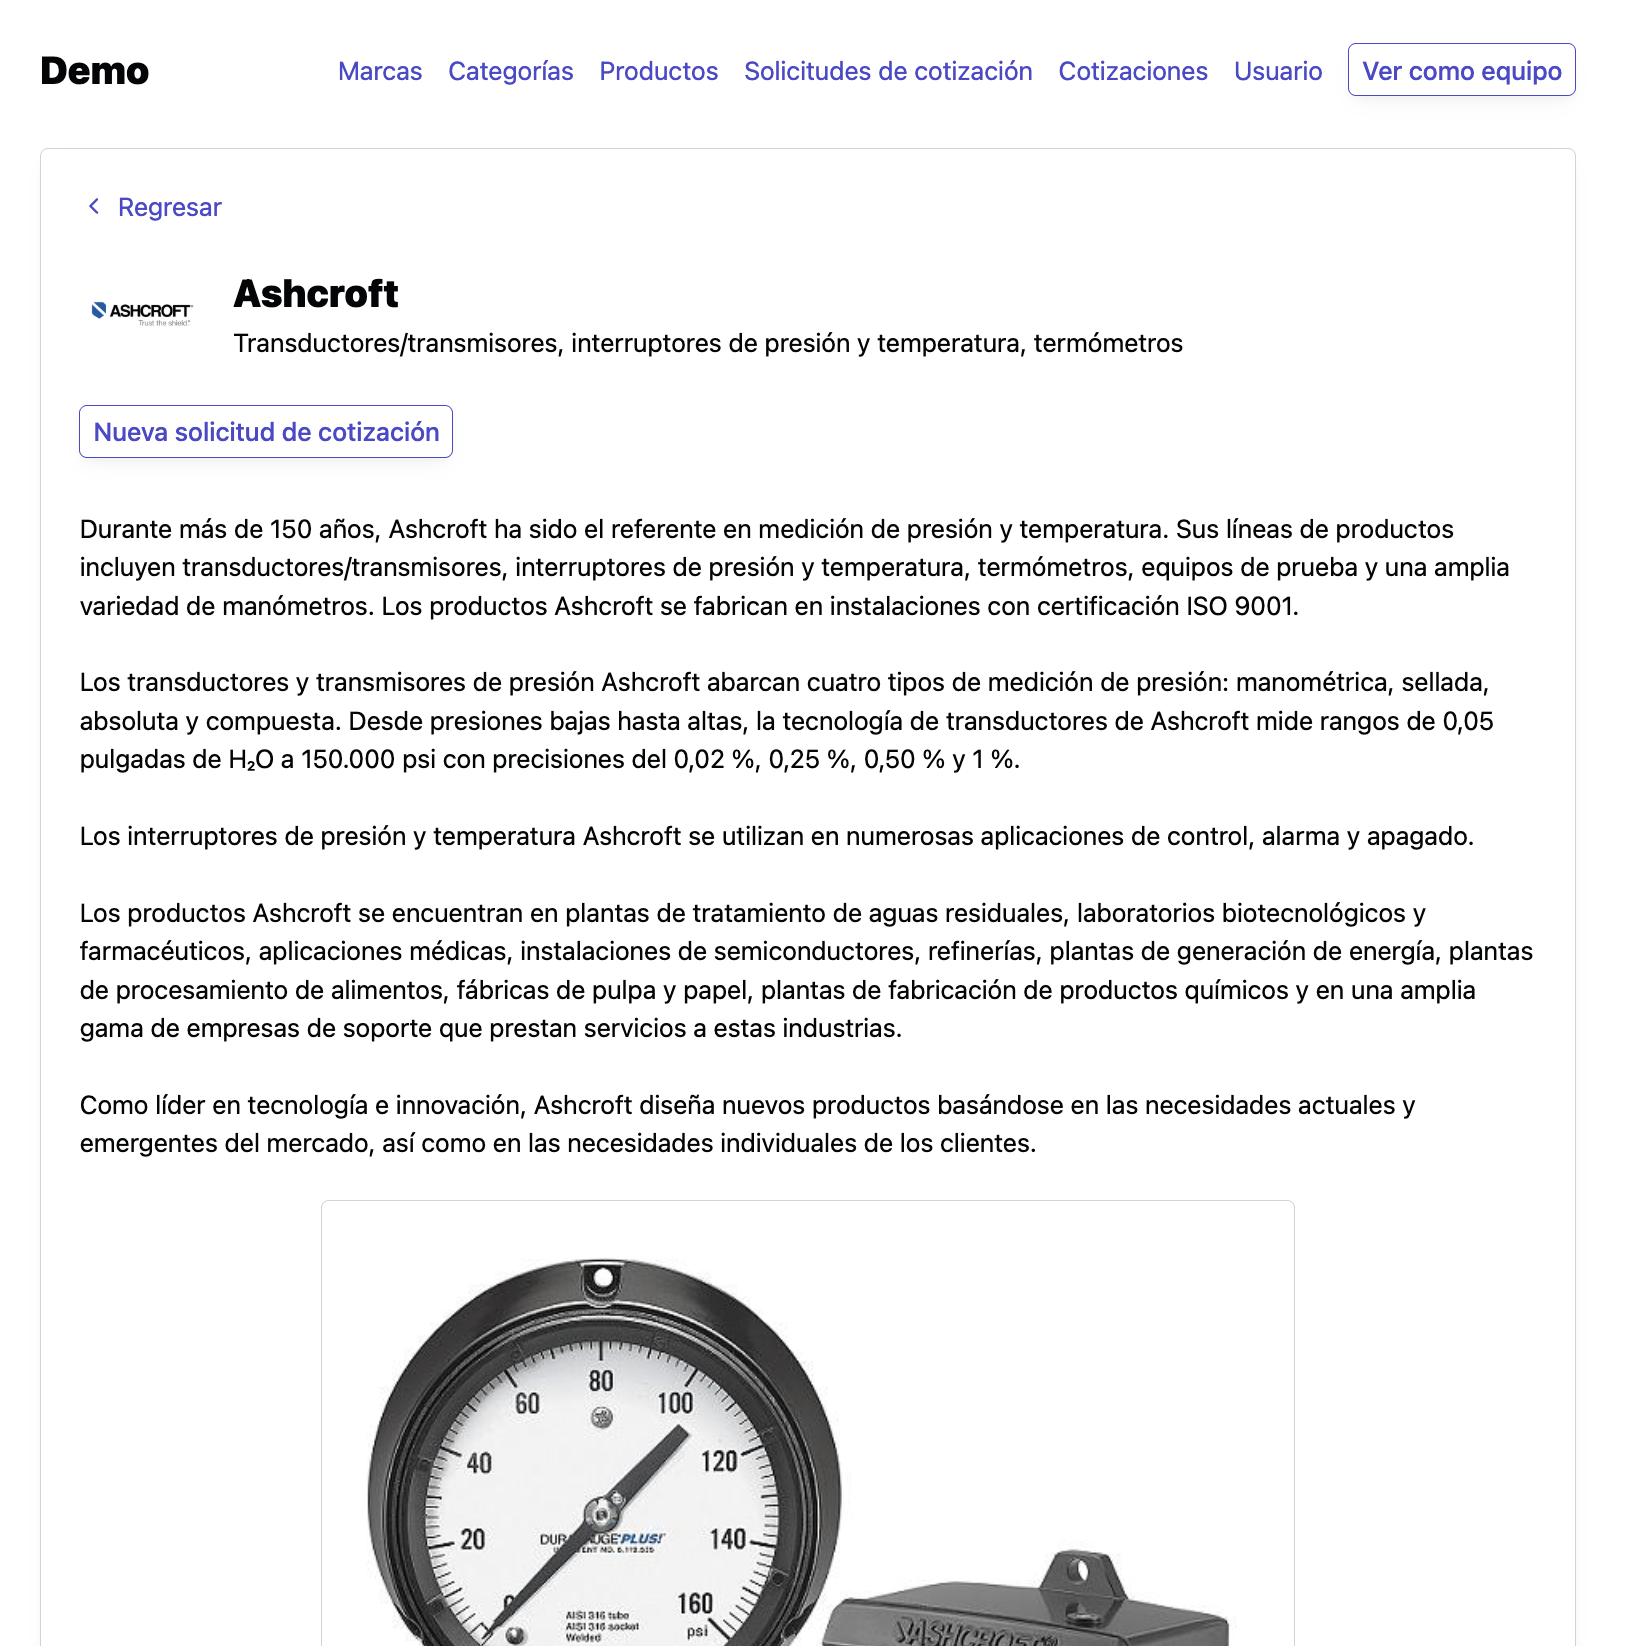 Demo
Marcas
Categorías
Productos
Solicitudes de cotización
Cotizaciones
Usuario
Ver como equipo
Regresar
ASHCROFT
Trust the shield
Ashcroft
Transductores/transmisores, interruptores de presión y temperatura, termómetros
Nueva solicitud de cotización
Durante más de 150 años, Ashcroft ha sido el referente en medición de presión y temperatura. Sus líneas de productos
incluyen transductores/transmisores, interruptores de presión y temperatura, termómetros, equipos de prueba y una amplia
variedad de manómetros. Los productos Ashcroft se fabrican en instalaciones con certificación ISO 9001.
Los transductores y transmisores de presión Ashcroft abarcan cuatro tipos de medición de presión: manométrica, sellada,
absoluta y compuesta. Desde presiones bajas hasta altas, la tecnología de transductores de Ashcroft mide rangos de 0,05
pulgadas de H₂O a 150.000 psi con precisiones del 0,02 %, 0,25 %, 0,50 % y 1 %.
Los interruptores de presión y temperatura Ashcroft se utilizan en numerosas aplicaciones de control, alarma y apagado.
Los productos Ashcroft se encuentran en plantas de tratamiento de aguas residuales, laboratorios biotecnológicos y
farmacéuticos, aplicaciones médicas, instalaciones de semiconductores, refinerías, plantas de generación de energía, plantas
de procesamiento de alimentos, fábricas de pulpa y papel, plantas de fabricación de productos químicos y en una amplia
gama de empresas de soporte que prestan servicios a estas industrias.
Como líder en tecnología e innovación, Ashcroft diseña nuevos productos basándose en las necesidades actuales y
emergentes del mercado, así como en las necesidades individuales de los clientes.
80
60
100
40
120
20
140
PLUS!
0
160
psi
AISI 316 tube
AISI 316 socket
Welded
ASHCROFT